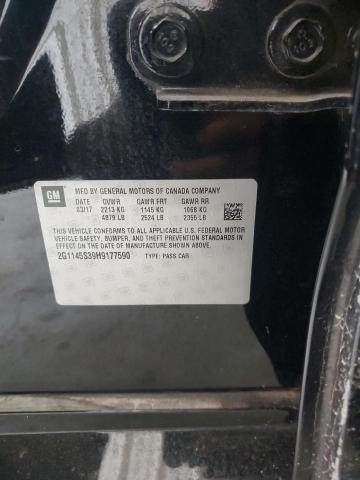 GM
MFD BY GENERAL MOTORS OF CANADA COMPANY
DATE GVWR GAWR FRT GAWR RR
03/17 2213 KG 1145 KG 1068 KG
4879 LB 2524 LB 2355 LB
THIS VEHICLE CONFORMS TO ALL APPLICABLE U.S. FEDERAL MOTOR
VEHICLE SAFETY, BUMPER, AND THEFT PREVENTION STANDARDS
IN EFFECT ON THE DATE OF MANUFACTURE SHOWN ABOVE.
2G1145S39H9177590 TYPE: PASS CAR